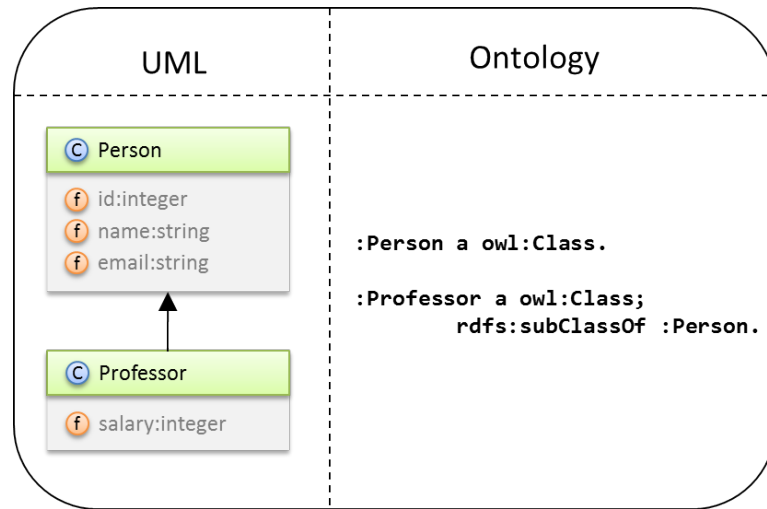 UML
Ontology
C Person
f id:integer
f name:string
f email:string
C Professor
f salary:integer
:Person a owl:Class.
:Professor a owl:Class;
rdfs:subClassOf :Person.